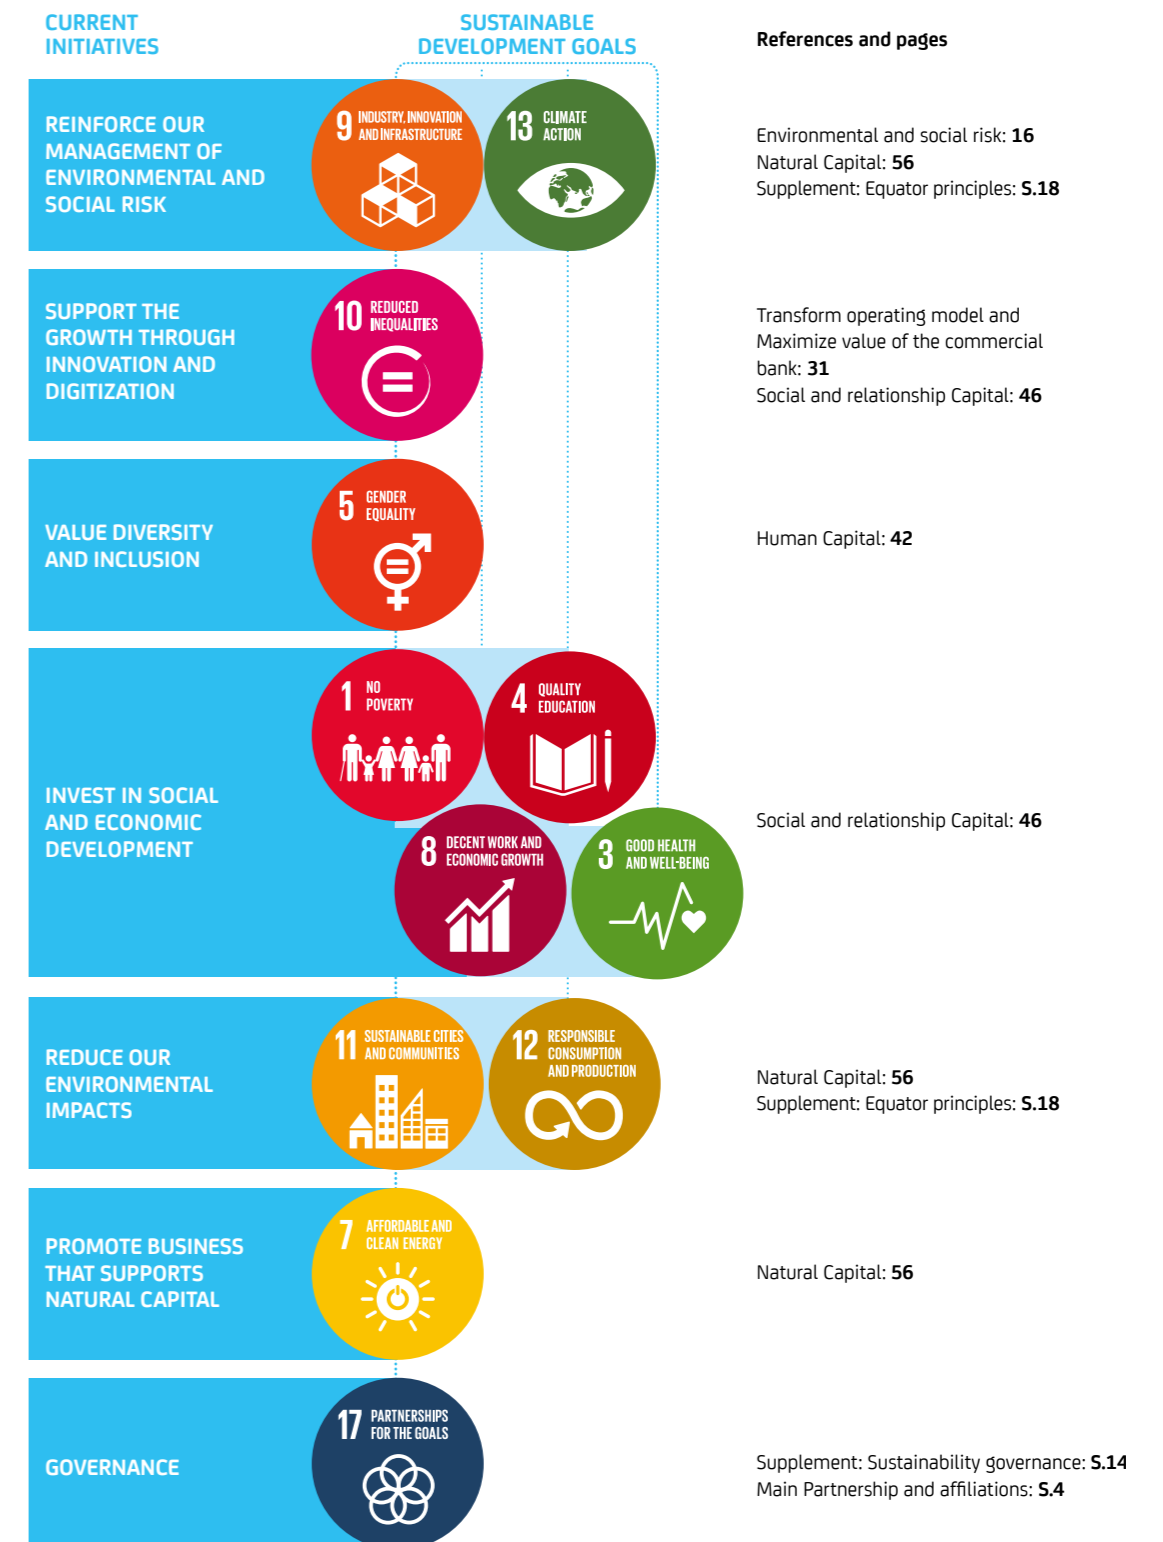 CURRENT
INITIATIVES
SUSTAINABLE
DEVELOPMENT GOALS
References and pages
REINFORCE OUR
MANAGEMENT OF
ENVIRONMENTAL AND
SOCIAL RISK
9 INDUSTRY, INNOVATION
AND INFRASTRUCTURE
13 CLIMATE
ACTION
Environmental and social risk: 16
Natural Capital: 56
Supplement: Equator principles: S.18
SUPPORT THE
GROWTH THROUGH
INNOVATION AND
DIGITIZATION
10 REDUCED
INEQUALITIES
Transform operating model and
Maximize value of the commercial
bank: 31
Social and relationship Capital: 46
VALUE DIVERSITY
AND INCLUSION
5 GENDER
EQUALITY
Human Capital: 42
INVEST IN SOCIAL
AND ECONOMIC
DEVELOPMENT
1 NO
POVERTY
4 QUALITY
EDUCATION
8 DECENT WORK AND
ECONOMIC GROWTH
3 GOOD HEALTH
AND WELL-BEING
Social and relationship Capital: 46
REDUCE OUR
ENVIRONMENTAL
IMPACTS
11 SUSTAINABLE CITIES
AND COMMUNITIES
12 RESPONSIBLE
CONSUMPTION
AND PRODUCTION
Natural Capital: 56
Supplement: Equator principles: S.18
PROMOTE BUSINESS
THAT SUPPORTS
NATURAL CAPITAL
7 AFFORDABLE AND
CLEAN ENERGY
Natural Capital: 56
GOVERNANCE
17 PARTNERSHIPS
FOR THE GOALS
Supplement: Sustainability governance: S.14
Main Partnership and affiliations: S.4